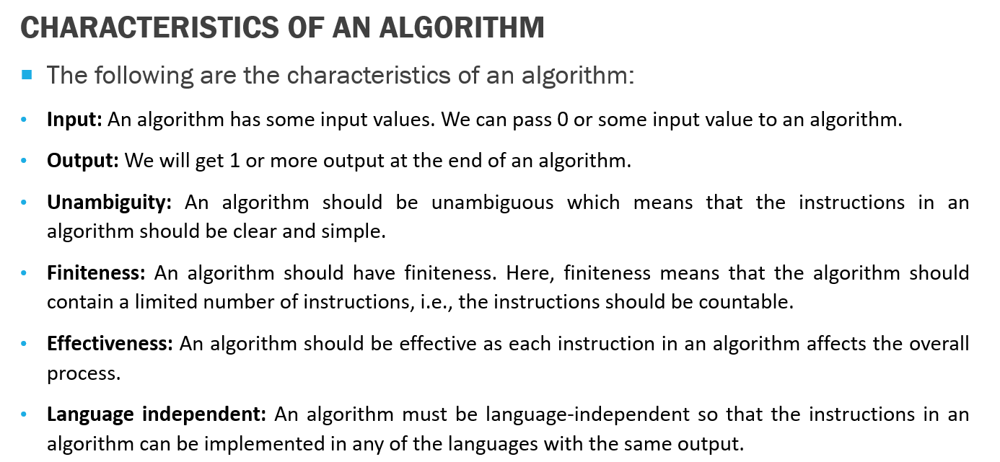 CHARACTERISTICS OF AN ALGORITHM
The following are the characteristics of an algorithm:
Input: An algorithm has some input values. We can pass 0 or some input value to an algorithm.
Output: We will get 1 or more output at the end of an algorithm.
Unambiguity: An algorithm should be unambiguous which means that the instructions in an
algorithm should be clear and simple.
Finiteness: An algorithm should have finiteness. Here, finiteness means that the algorithm should
contain a limited number of instructions, i.e., the instructions should be countable.
Effectiveness: An algorithm should be effective as each instruction in an algorithm affects the overall
process.
Language independent: An algorithm must be language-independent so that the instructions in an
algorithm can be implemented in any of the languages with the same output.